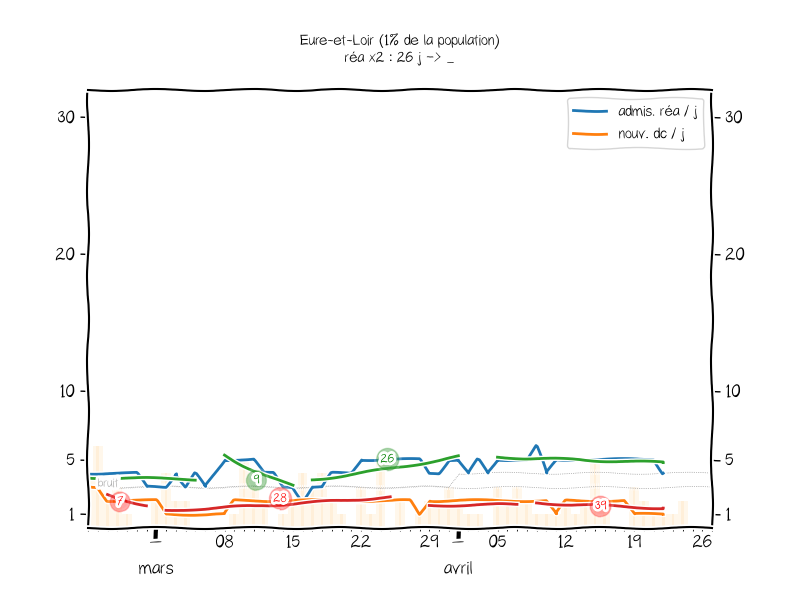 Eure-et-Loir (1% de la population)
réa x2 : 26 j -> _
admis. réa / j
nouv. dc / j
30 30
20 20
10 10
5 5
1 1
bruit
7
9
28
26
39
08 15 22 29 05 12 19 26
mars avril